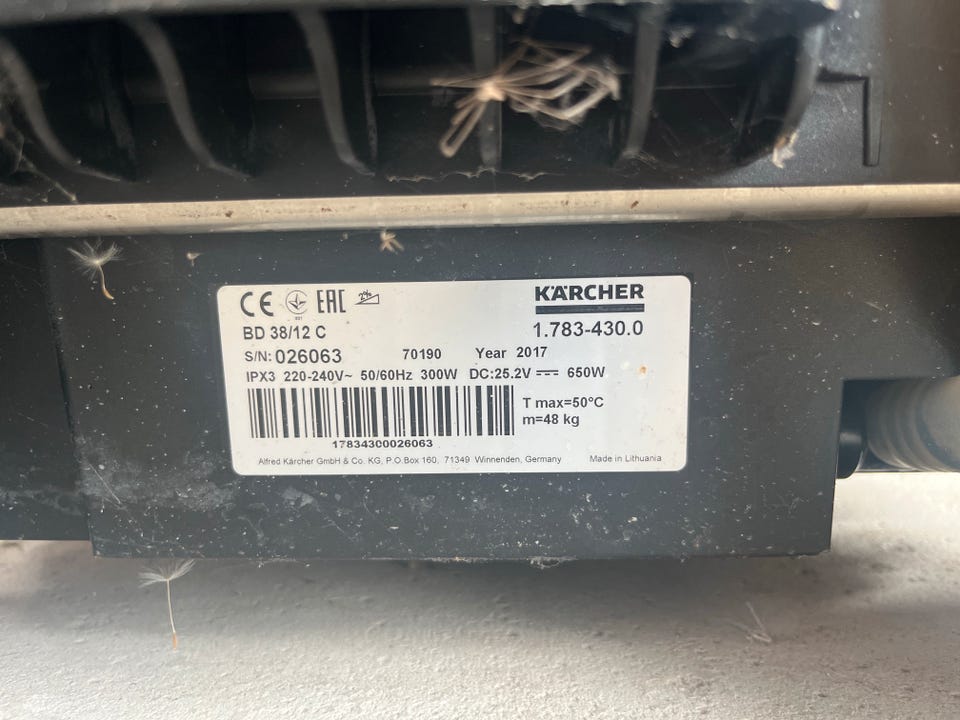 CE EAC 2%
KÄRCHER
BD 38/12 C 1.783-430.0
S/N: 026063 70190 Year 2017
IPX3 220-240V~ 50/60Hz 300W DC:25.2V ⎓ 650W
T max=50°C
m=48 kg
17834300026063
Alfred Kärcher GmbH & Co. KG, P.O.Box 160, 71349 Winnenden, Germany Made in Lithuania